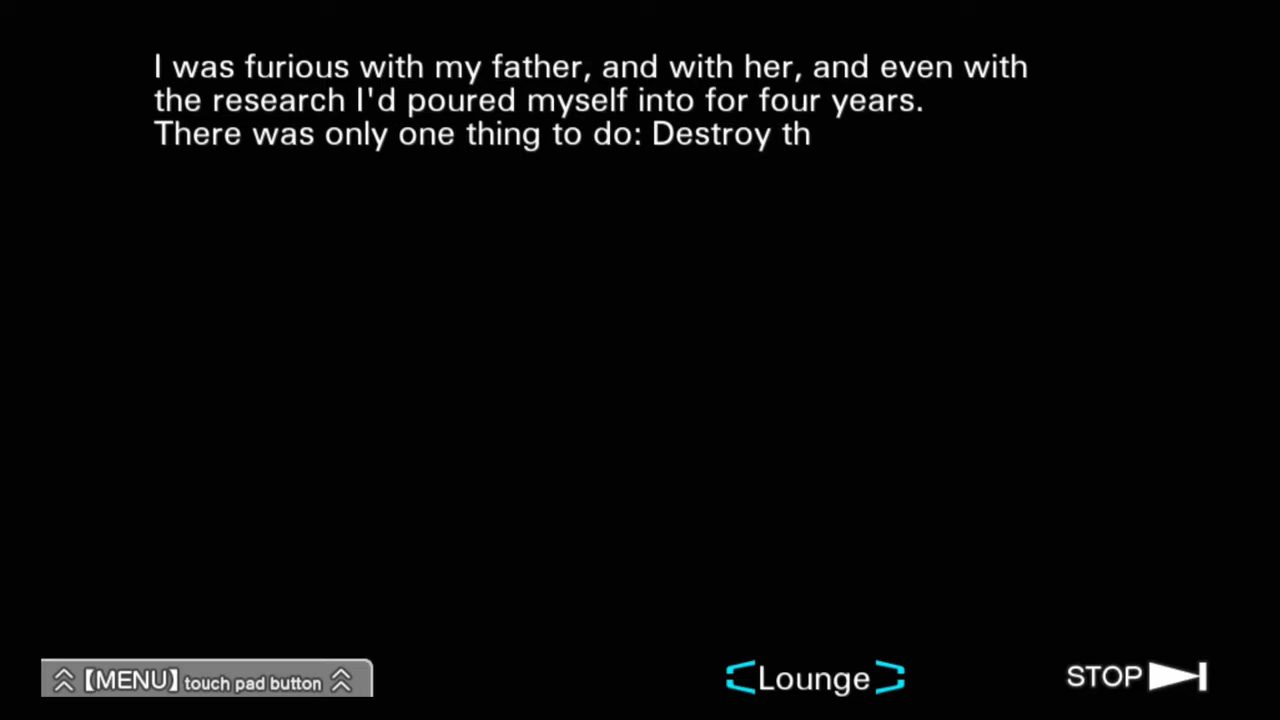 I was furious with my father, and with her, and even with
the research I'd poured myself into for four years.
There was only one thing to do: Destroy th
【MENU】 touch pad button
Lounge
STOP